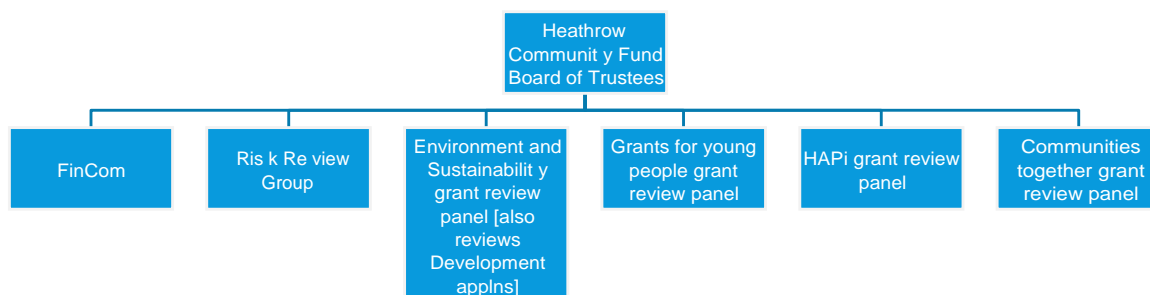 Heathrow
Communit y Fund
Board of Trustees
FinCom
Ris k Re view
Group
Environment and
Sustainabilit y
grant review
panel [also
reviews
Development
applns]
Grants for young
people grant
review panel
HAPi grant review
panel
Communities
together grant
review panel